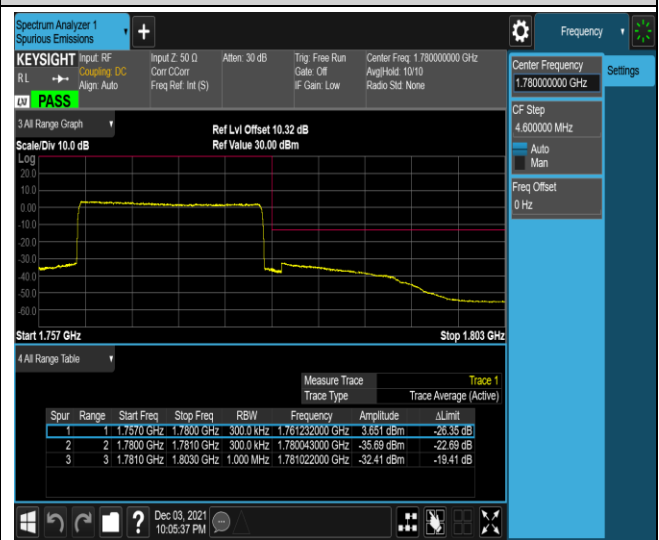 Spectrum Analyzer 1
Spurious Emissions
Frequency
KEYSIGHT
RL
Input: RF
Coupling: DC
Align: Auto
Input Z: 50 Ω
Corr CCorr
Freq Ref: Int (S)
Atten: 30 dB
Trig: Free Run
Gate: Off
IF Gain: Low
Center Freq: 1.780000000 GHz
Avg|Hold: 10/10
Radio Std: None
LW PASS
Center Frequency
1.780000000 GHz
Settings
CF Step
4.600000 MHz
Auto
Man
Freq Offset
0 Hz
3 All Range Graph
Scale/Div 10.0 dB
Ref Lvl Offset 10.32 dB
Ref Value 30.00 dBm
Log
20.0
10.0
0.00
-10.0
-20.0
-30.0
-40.0
-50.0
-60.0
Start 1.757 GHz
Stop 1.803 GHz
4 All Range Table
Measure Trace Trace 1
Trace Type Trace Average (Active)
Spur Range Start Freq Stop Freq RBW Frequency Amplitude ΔLimit
1 1 1.7570 GHz 1.7800 GHz 300.0 kHz 1.761232000 GHz 3.651 dBm -26.35 dB
2 2 1.7800 GHz 1.7810 GHz 300.0 kHz 1.780043000 GHz -35.69 dBm -22.69 dB
3 3 1.7810 GHz 1.8030 GHz 1.000 MHz 1.781022000 GHz -32.41 dBm -19.41 dB
Dec 03, 2021
10:05:37 PM